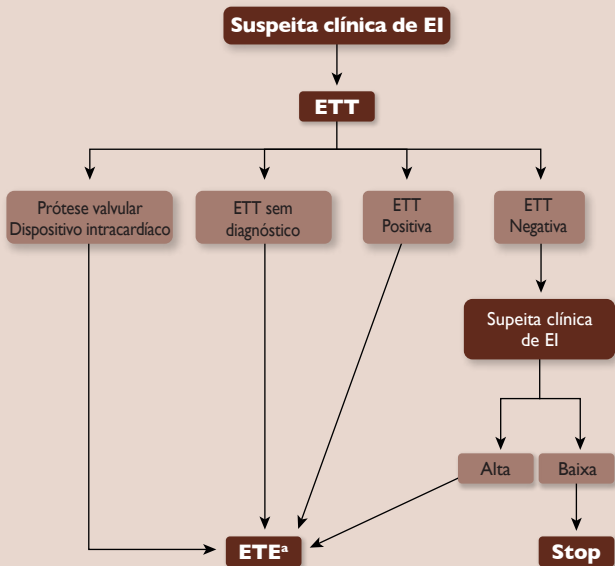 Suspeita clínica de EI
ETT
Prótese valvular
Dispositivo intracardíaco
ETT sem
diagnóstico
ETT
Positiva
ETT
Negativa
Supeita clínica
de EI
Alta
Baixa
ETEª
Stop